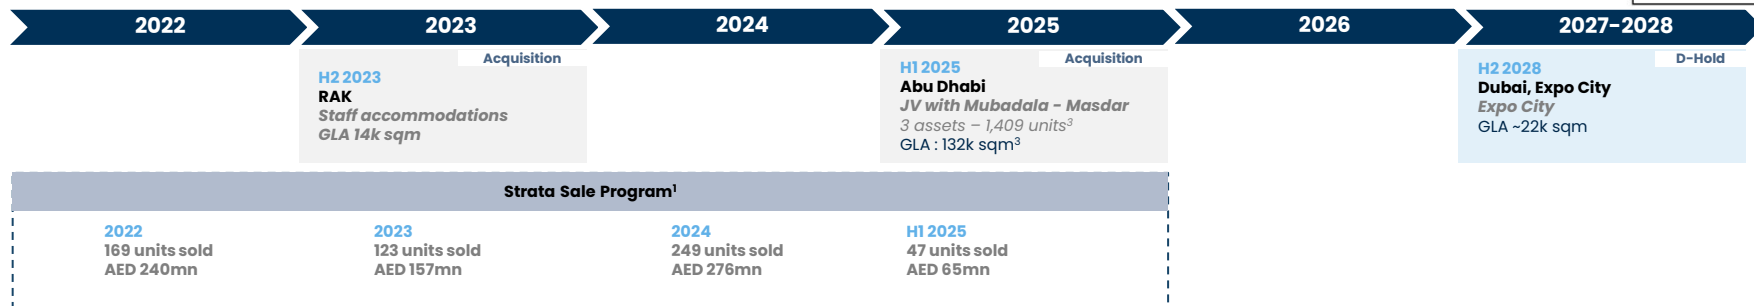 2022
2023
2024
2025
2026
2027-2028
Acquisition
H2 2023
RAK
Staff accommodations
GLA 14k sqm
Acquisition
H1 2025
Abu Dhabi
JV with Mubadala - Masdar
3 assets – 1,409 units³
GLA : 132k sqm³
D-Hold
H2 2028
Dubai, Expo City
Expo City
GLA ~22k sqm
Strata Sale Program¹
2022
169 units sold
AED 240mn
2023
123 units sold
AED 157mn
2024
249 units sold
AED 276mn
H1 2025
47 units sold
AED 65mn